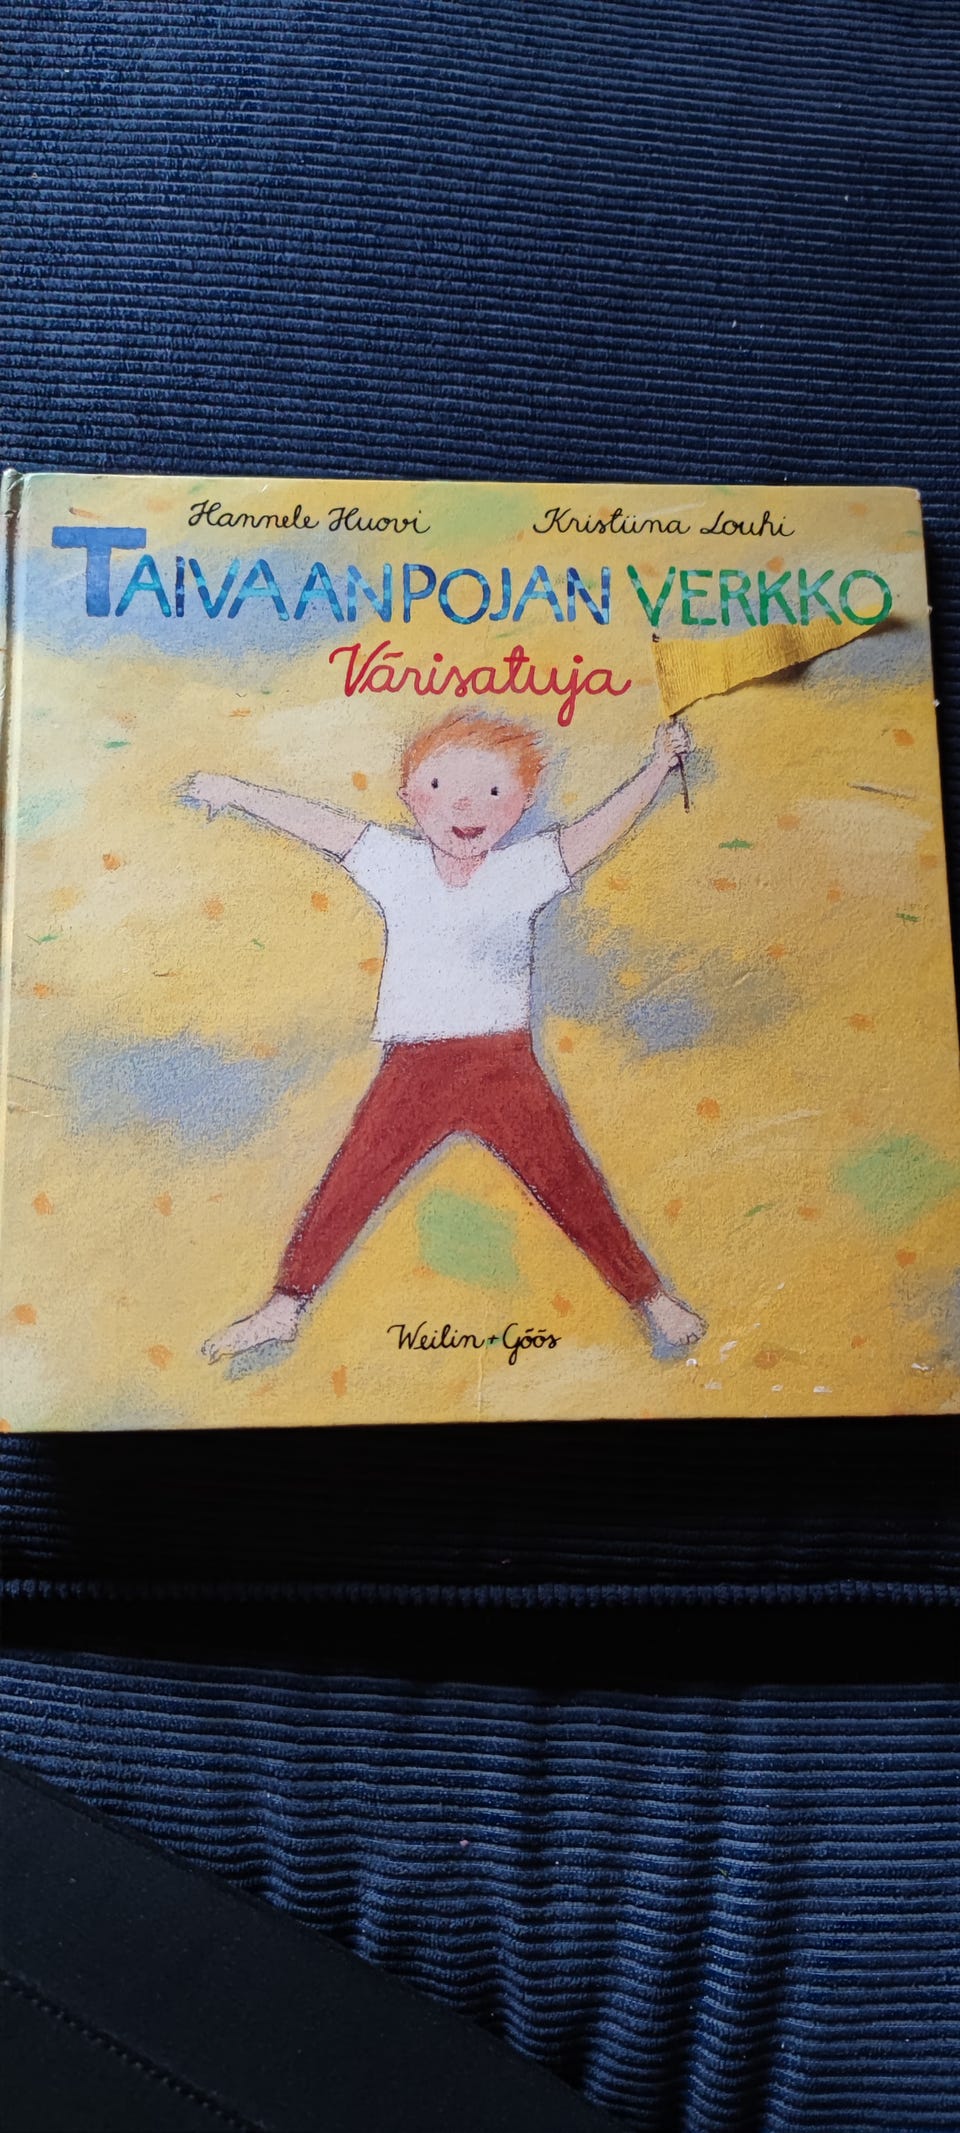 Hannele Huovi Kristiina Louhi
TAIVAANPOJAN VERKKO
Värisatuja
Weilin+Göös